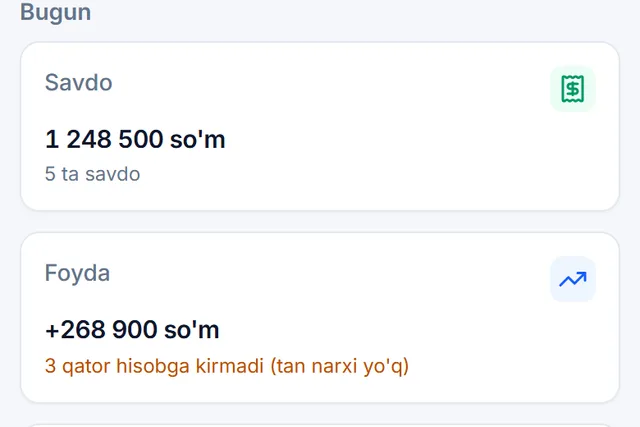 Bugun
Savdo
1 248 500 so'm
5 ta savdo
Foyda
+268 900 so'm
3 qator hisobga kirmadi (tan narxi yo'q)